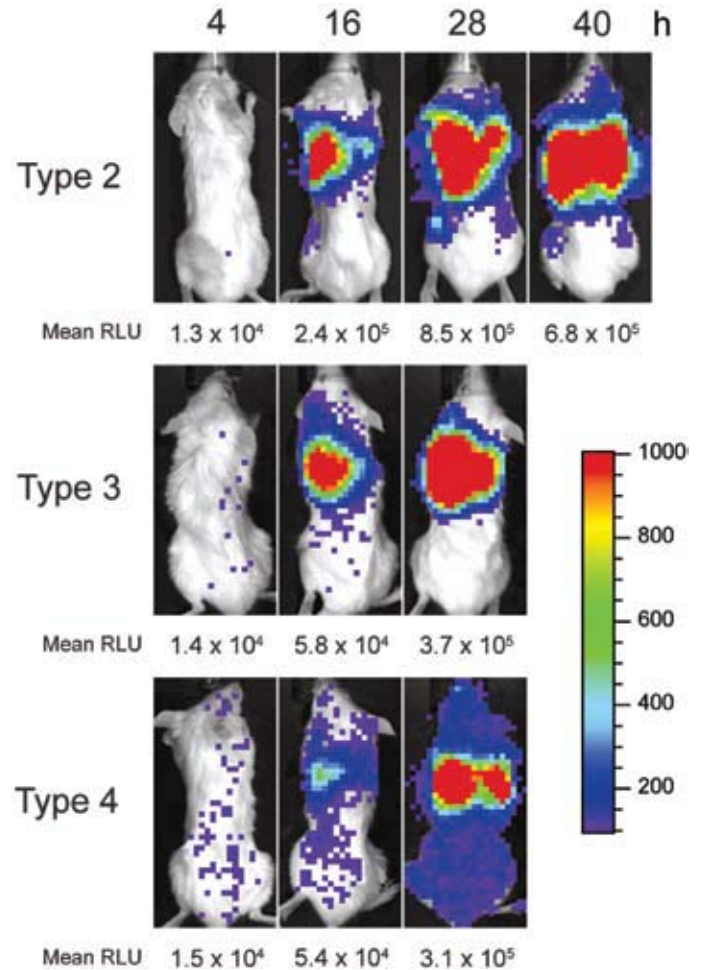 4 16 28 40 h
Type 2
Mean RLU 1.3 x 10⁴ 2.4 x 10⁵ 8.5 x 10⁵ 6.8 x 10⁵
Type 3
Mean RLU 1.4 x 10⁴ 5.8 x 10⁴ 3.7 x 10⁵
1000
800
600
400
200
Type 4
Mean RLU 1.5 x 10⁴ 5.4 x 10⁴ 3.1 x 10⁵